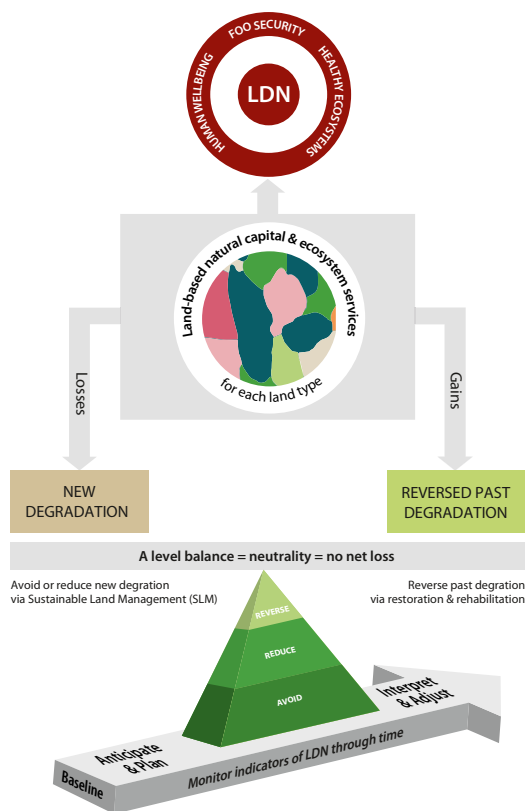 HUMAN WELLBEING
FOO SECURITY
HEALTHY ECOSYSTEMS
LDN
Land-based natural capital & ecosystem services
for each land type
Losses
Gains
NEW
DEGRADATION
REVERSED PAST
DEGRADATION
A level balance = neutrality = no net loss
Avoid or reduce new degration
via Sustainable Land Management (SLM)
Reverse past degration
via restoration & rehabilitation
REVERSE
REDUCE
AVOID
Anticipate
& Plan
Interpret
& Adjust
Baseline
Monitor indicators of LDN through time